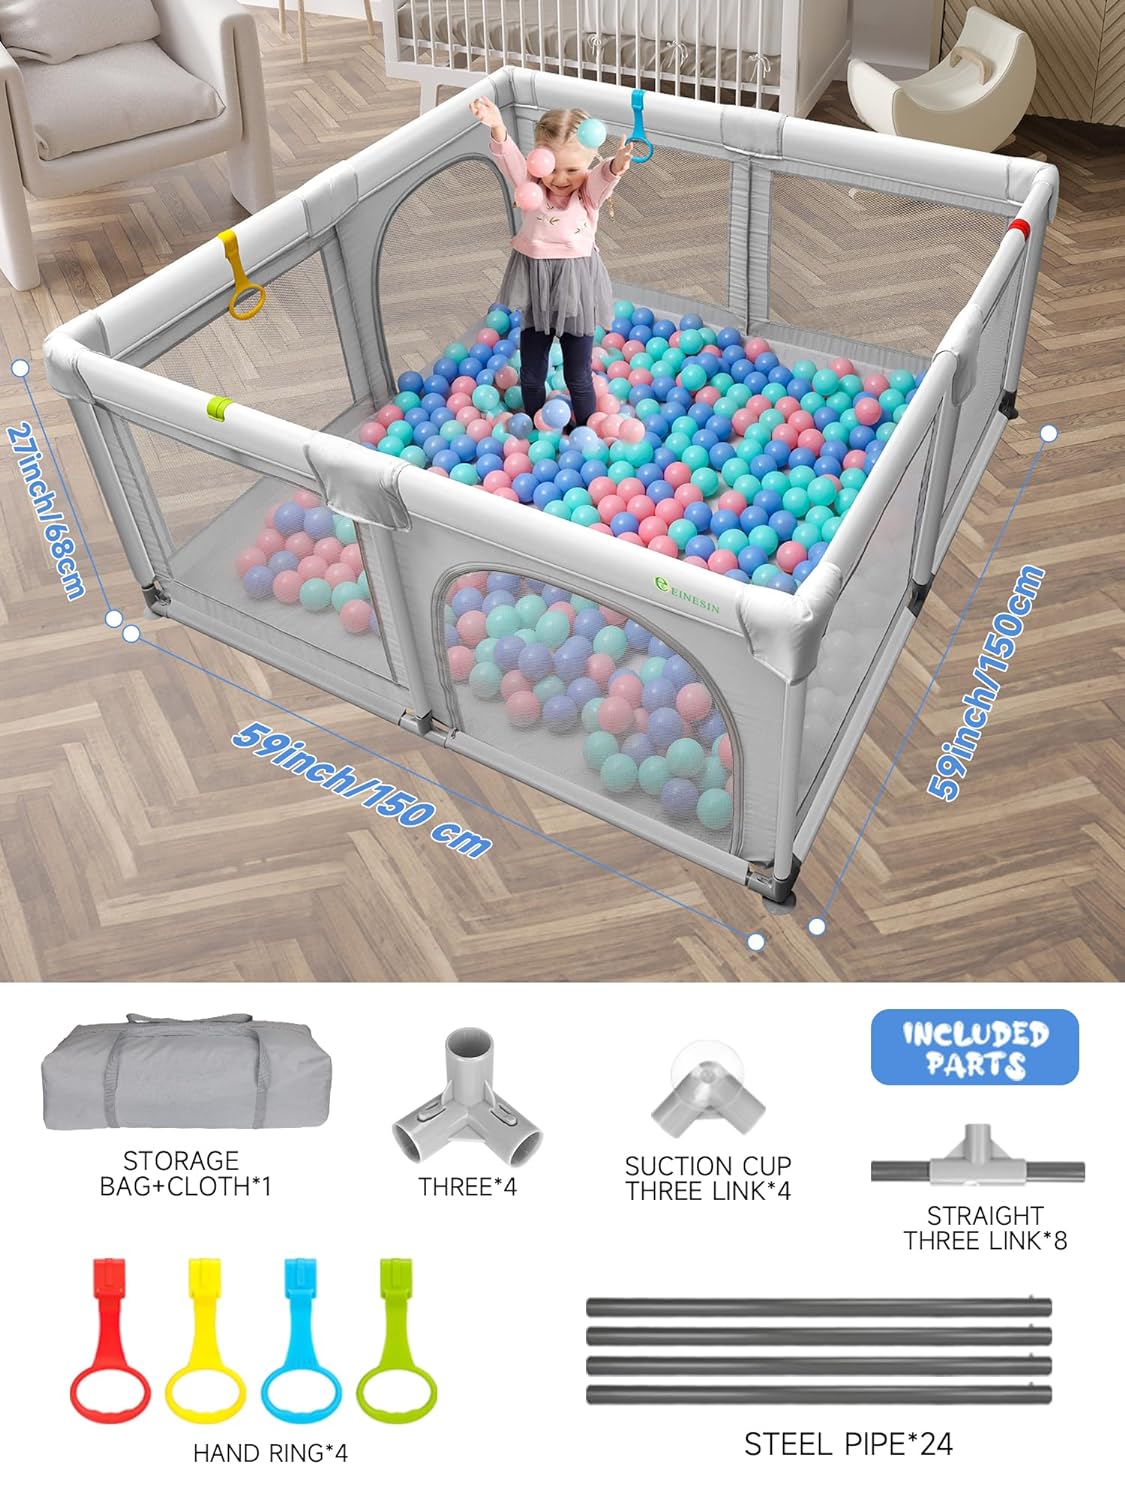 27inch/68cm
EINESIN
59inch/150 cm
59inch/150cm
INCLUDED
PARTS
STORAGE
BAG+CLOTH*1
THREE*4
SUCTION CUP
THREE LINK*4
STRAIGHT
THREE LINK*8
HAND RING*4
STEEL PIPE*24